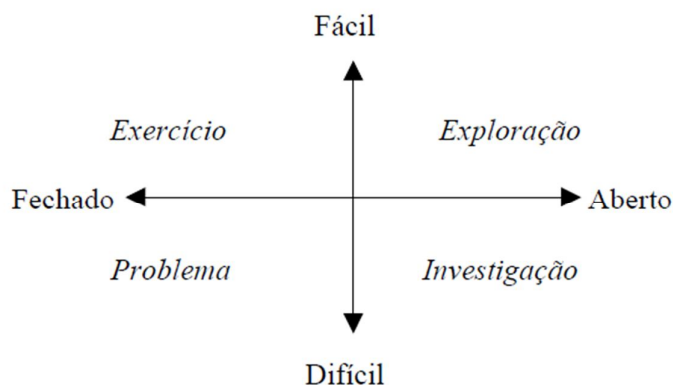 Fácil
Exercício Exploração
Fechado Aberto
Problema Investigação
Difícil